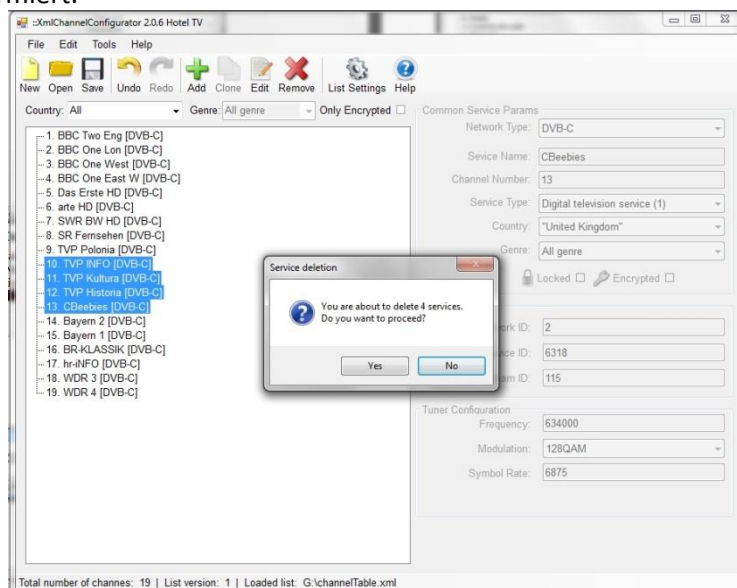 miert.
::XmlChannelConfigurator 2.0.6 Hotel TV
File Edit Tools Help
New Open Save Undo Redo Add Clone Edit Remove List Settings Help
Country: All Genre: All genre Only Encrypted
1. BBC Two Eng [DVB-C]
2. BBC One Lon [DVB-C]
3. BBC One West [DVB-C]
4. BBC One East W [DVB-C]
5. Das Erste HD [DVB-C]
6. arte HD [DVB-C]
7. SWR BW HD [DVB-C]
8. SR Fernsehen [DVB-C]
9. TVP Polonia [DVB-C]
10. TVP INFO [DVB-C]
11. TVP Kultura [DVB-C]
12. TVP Historia [DVB-C]
13. CBeebies [DVB-C]
14. Bayern 2 [DVB-C]
15. Bayern 1 [DVB-C]
16. BR-KLASSIK [DVB-C]
17. hr-iNFO [DVB-C]
18. WDR 3 [DVB-C]
19. WDR 4 [DVB-C]
Service deletion
You are about to delete 4 services.
Do you want to proceed?
Yes No
Common Service Params
Network Type: DVB-C
Sevice Name: CBeebies
Channel Number: 13
Service Type: Digital television service (1)
Country: "United Kingdom"
Genre: All genre
Locked Encrypted
ork ID: 2
ice ID: 6318
am ID: 115
Tuner Configuration
Frequency: 634000
Modulation: 128QAM
Symbol Rate: 6875
Total number of channes: 19 | List version: 1 | Loaded list: G:\channelTable.xml